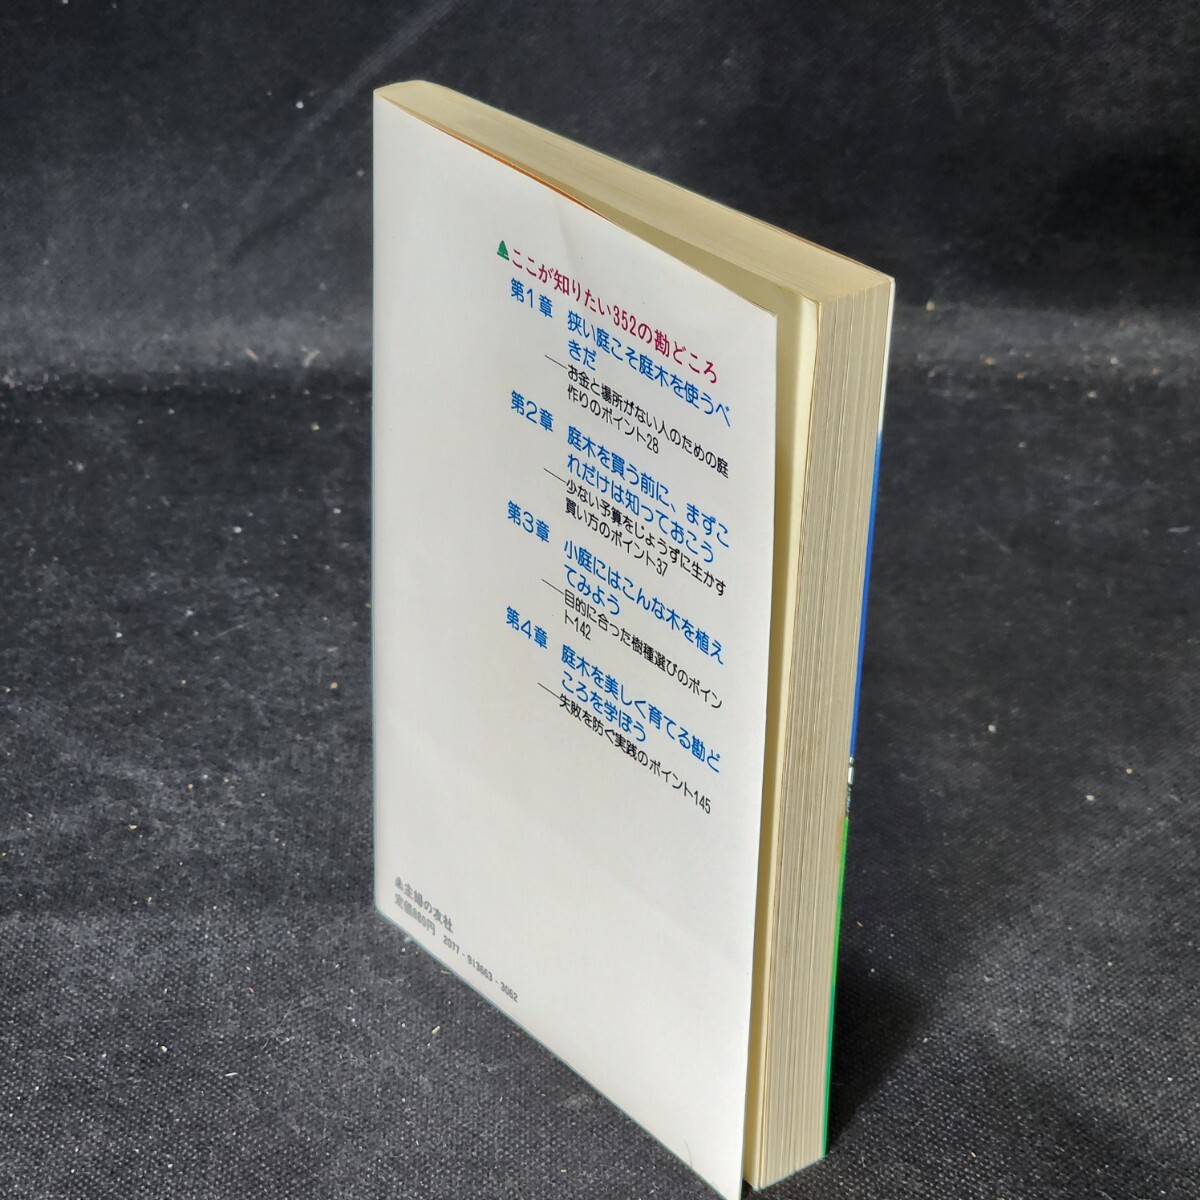 ここが知りたい352の勘どころ
第1章 狭い庭こそ庭木を使うべ
きだ
——お金と場所がない人のための庭
作りのポイント28
第2章 庭木を買う前に、まずこ
れだけは知っておこう
——少ない予算をじょうずに生かす
買い方のポイント37
第3章 小庭にはこんな木を植え
てみよう
——目的に合った樹種選びのポイン
ト142
第4章 庭木を美しく育てる勘ど
ころを学ぼう
——失敗を防ぐ実践のポイント145
主婦の友社
定価880円 2077-913663-3062